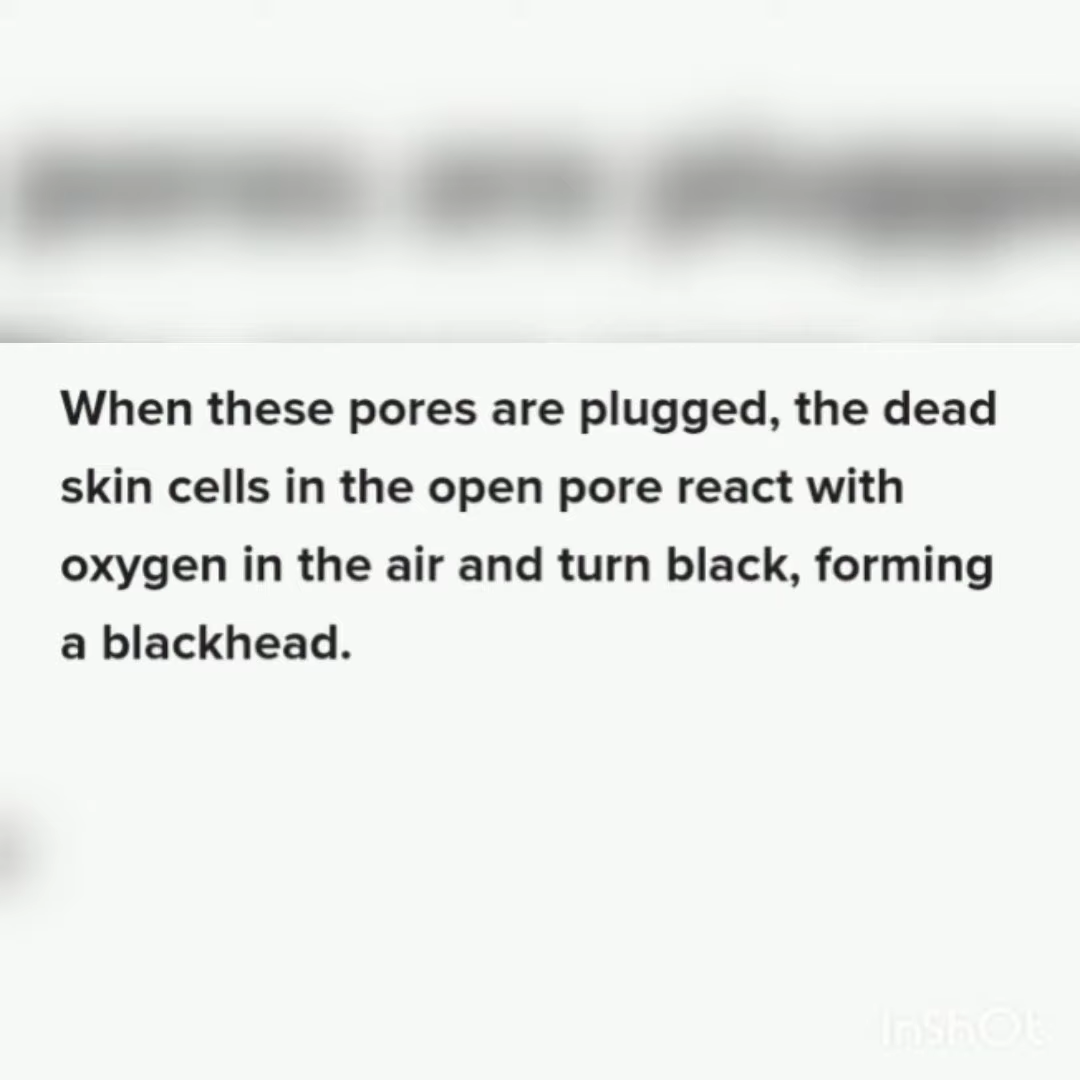 When these pores are plugged, the dead
skin cells in the open pore react with
oxygen in the air and turn black, forming
a blackhead.
InShOt